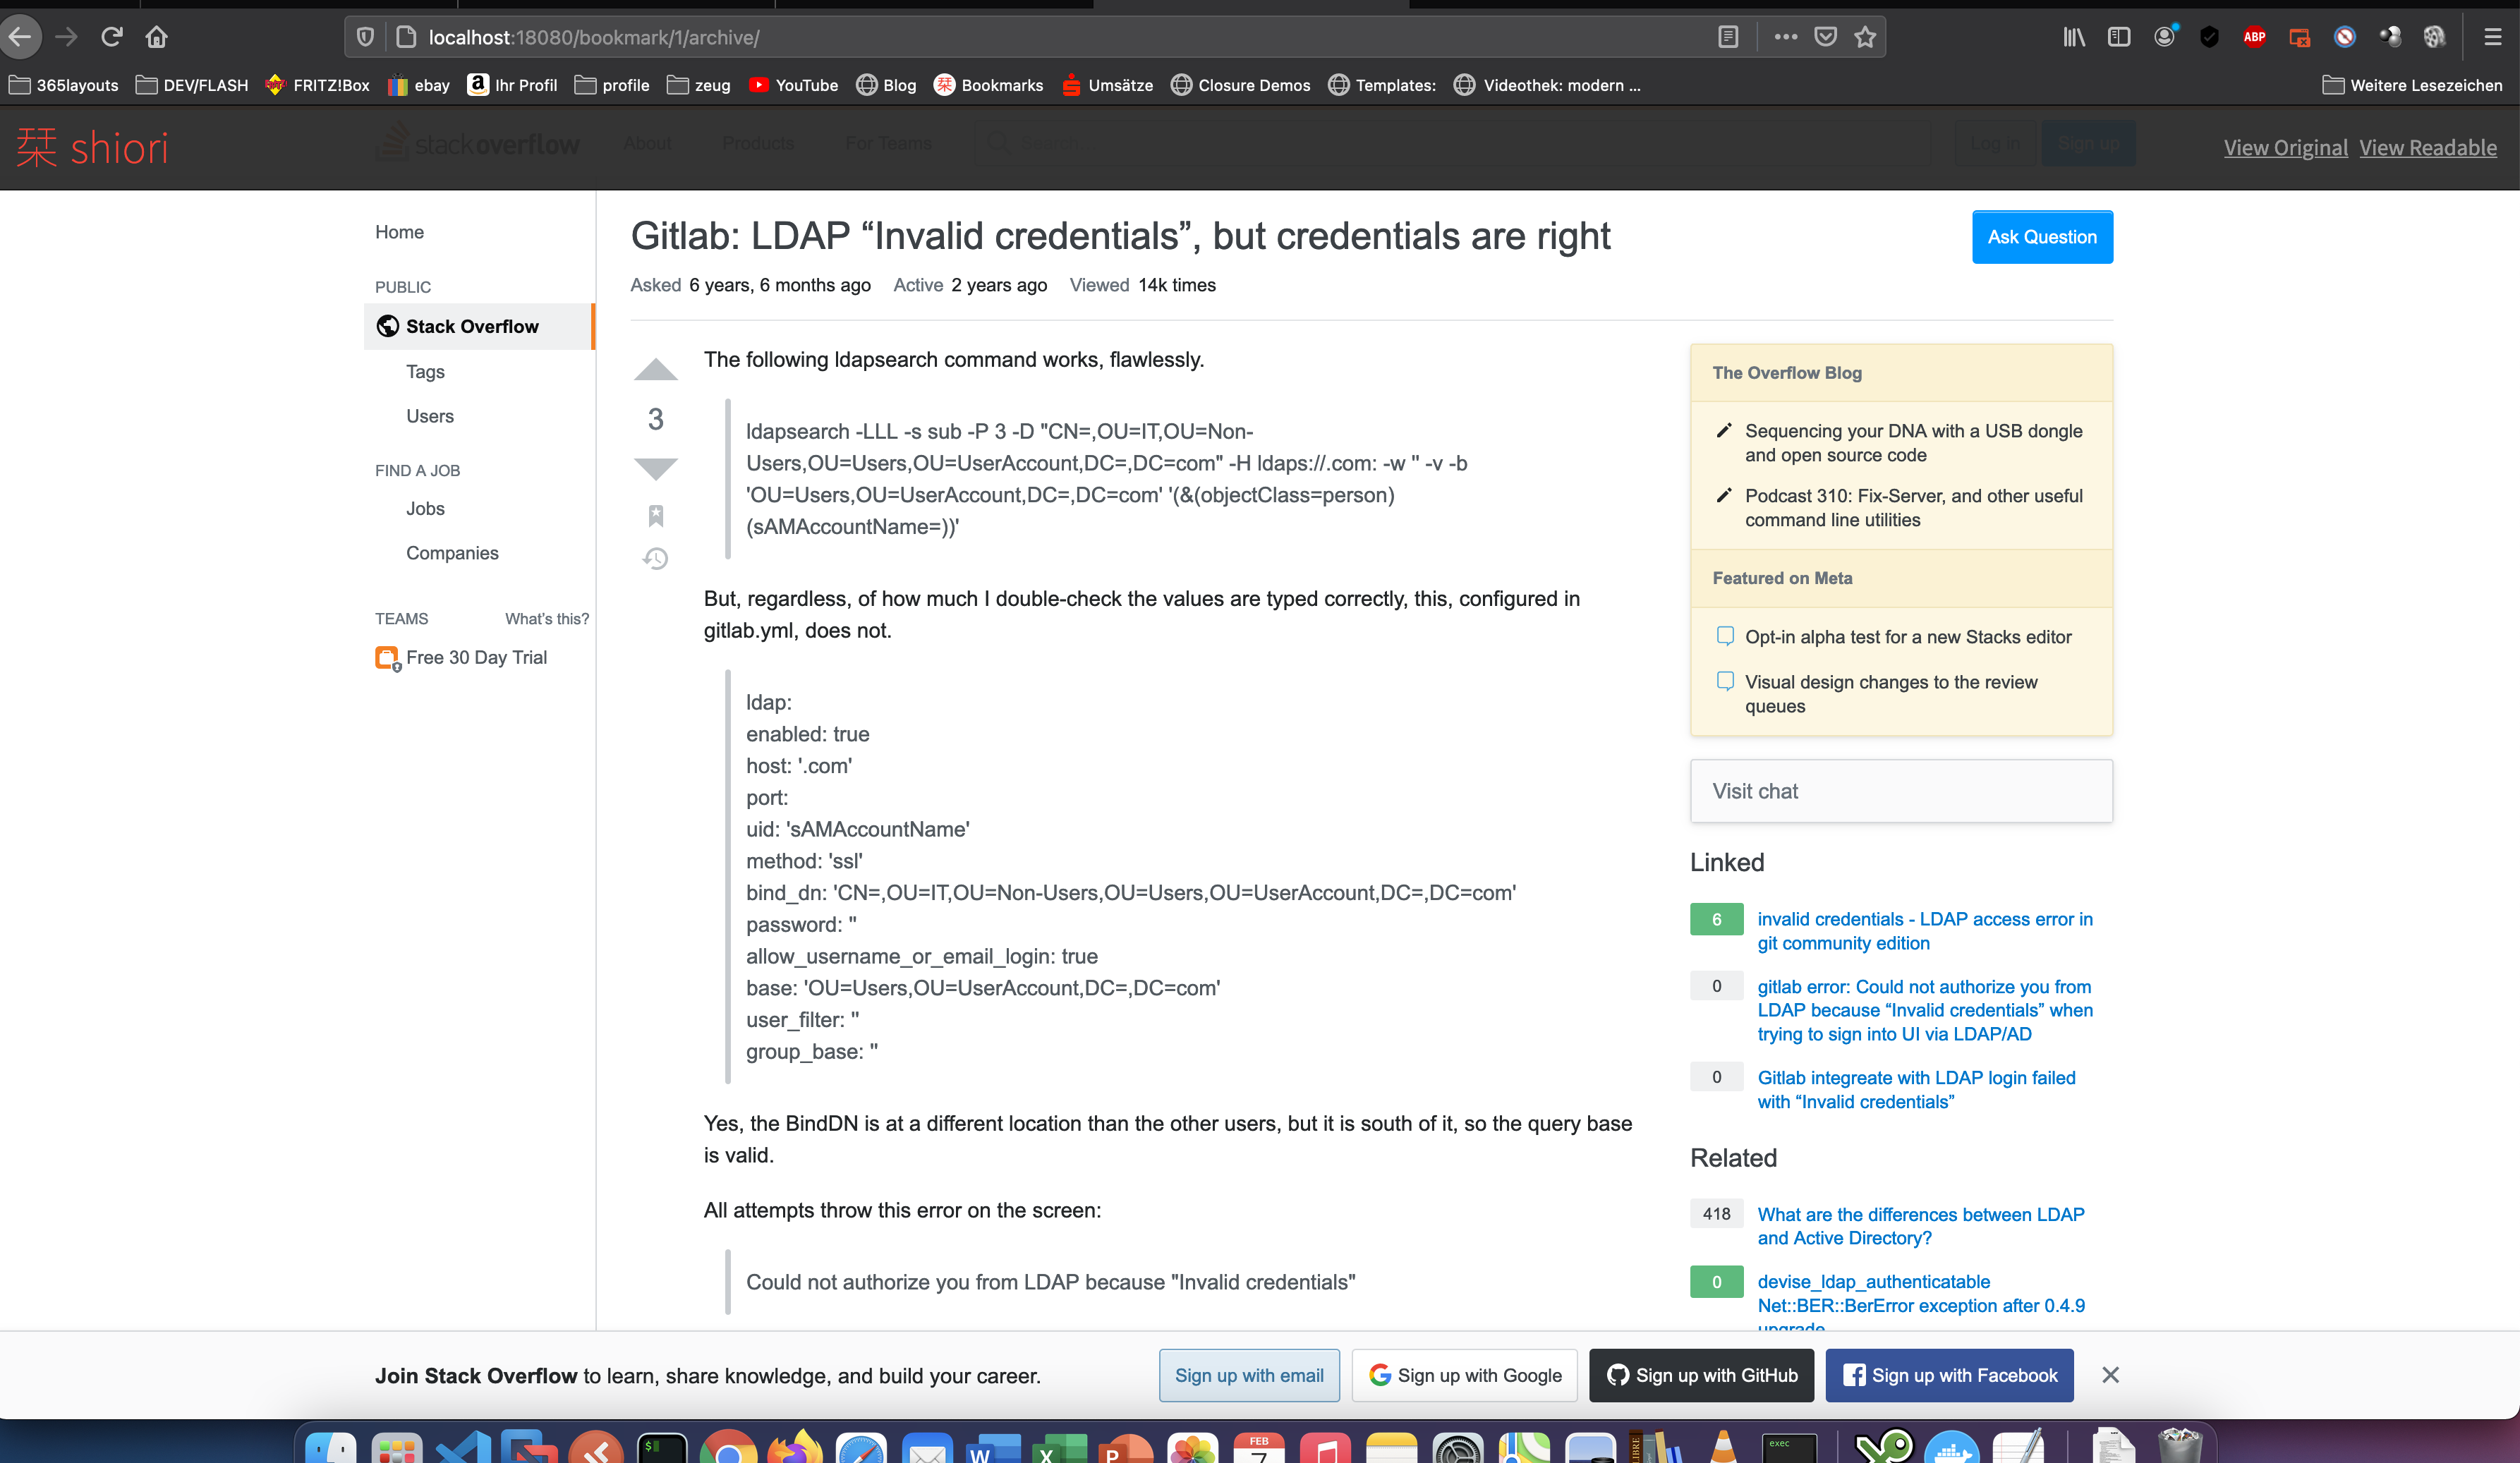 localhost:18080/bookmark/1/archive/
ABP
365layouts
DEV/FLASH
FRITZ!Box
ebay
Ihr Profil
profile
zeug
YouTube
Blog
Bookmarks
Umsätze
Closure Demos
Templates:
Videothek: modern ...
Weitere Lesezeichen
栞 shiori
stackoverflow
About
Products
For Teams
Search
Log in
Sign up
View Original
View Readable
Home
PUBLIC
Stack Overflow
Tags
Users
FIND A JOB
Jobs
Companies
TEAMS
What's this?
Free 30 Day Trial
Gitlab: LDAP “Invalid credentials”, but credentials are right
Ask Question
Asked 6 years, 6 months ago Active 2 years ago Viewed 14k times
3
The following ldapsearch command works, flawlessly.
ldapsearch -LLL -s sub -P 3 -D "CN=,OU=IT,OU=Non-
Users,OU=Users,OU=UserAccount,DC=,DC=com" -H ldaps://.com: -w '' -v -b
'OU=Users,OU=UserAccount,DC=,DC=com' '(&(objectClass=person)
(sAMAccountName=))'
But, regardless, of how much I double-check the values are typed correctly, this, configured in
gitlab.yml, does not.
ldap:
enabled: true
host: '.com'
port:
uid: 'sAMAccountName'
method: 'ssl'
bind_dn: 'CN=,OU=IT,OU=Non-Users,OU=Users,OU=UserAccount,DC=,DC=com'
password: ''
allow_username_or_email_login: true
base: 'OU=Users,OU=UserAccount,DC=,DC=com'
user_filter: ''
group_base: ''
Yes, the BindDN is at a different location than the other users, but it is south of it, so the query base
is valid.
All attempts throw this error on the screen:
Could not authorize you from LDAP because "Invalid credentials"
The Overflow Blog
Sequencing your DNA with a USB dongle
and open source code
Podcast 310: Fix-Server, and other useful
command line utilities
Featured on Meta
Opt-in alpha test for a new Stacks editor
Visual design changes to the review
queues
Visit chat
Linked
6
invalid credentials - LDAP access error in
git community edition
0
gitlab error: Could not authorize you from
LDAP because “Invalid credentials” when
trying to sign into UI via LDAP/AD
0
Gitlab integreate with LDAP login failed
with “Invalid credentials”
Related
418
What are the differences between LDAP
and Active Directory?
0
devise_ldap_authenticatable
Net::BER::BerError exception after 0.4.9
upgrade
Join Stack Overflow to learn, share knowledge, and build your career.
Sign up with email
Sign up with Google
Sign up with GitHub
Sign up with Facebook
$
W
X
P
FEB
7
LIBRE
exec